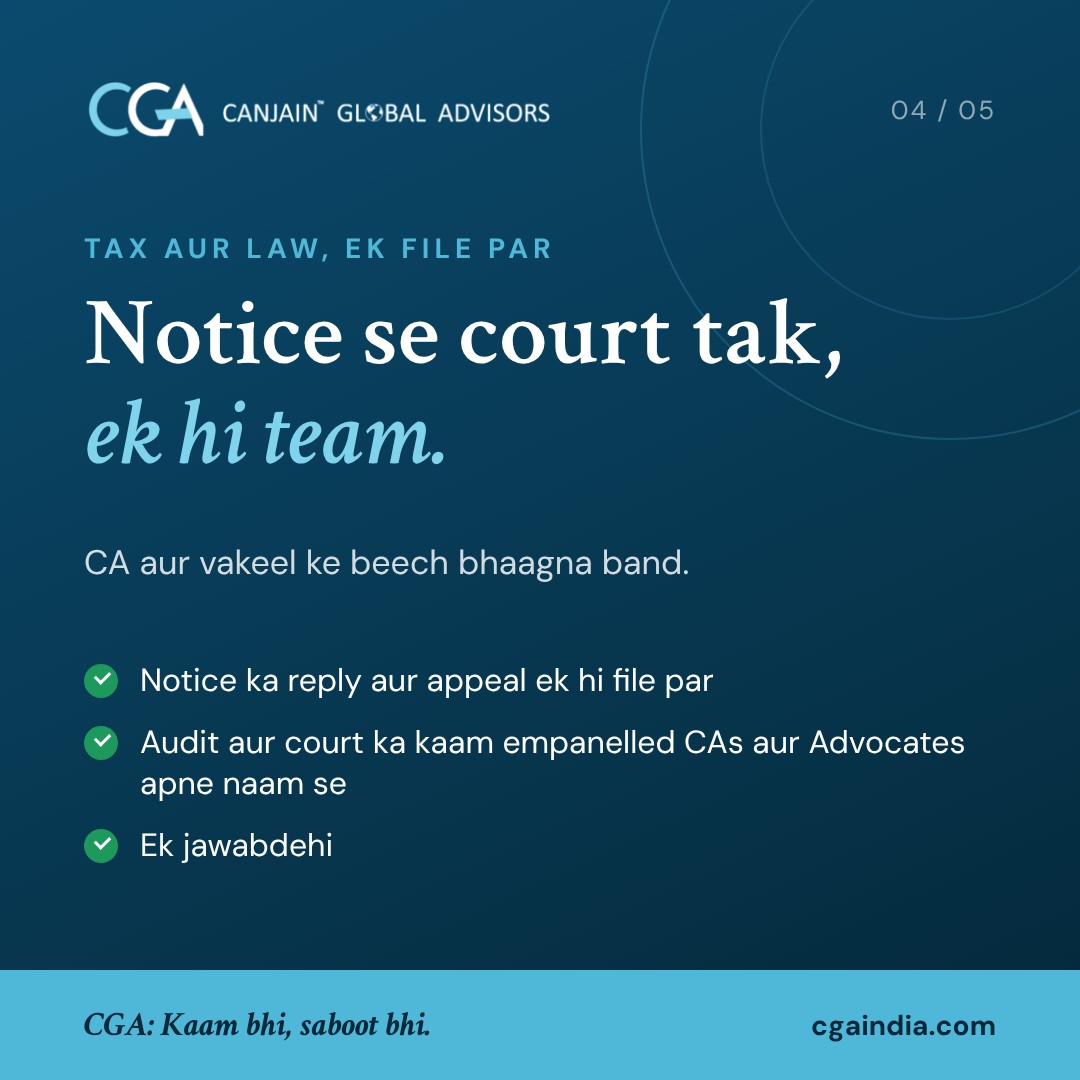 CGA CANJAIN™ GLOBAL ADVISORS
04 / 05
TAX AUR LAW, EK FILE PAR
Notice se court tak,
ek hi team.
CA aur vakeel ke beech bhaagna band.
Notice ka reply aur appeal ek hi file par
Audit aur court ka kaam empanelled CAs aur Advocates
apne naam se
Ek jawabdehi
CGA: Kaam bhi, saboot bhi.
cgaindia.com